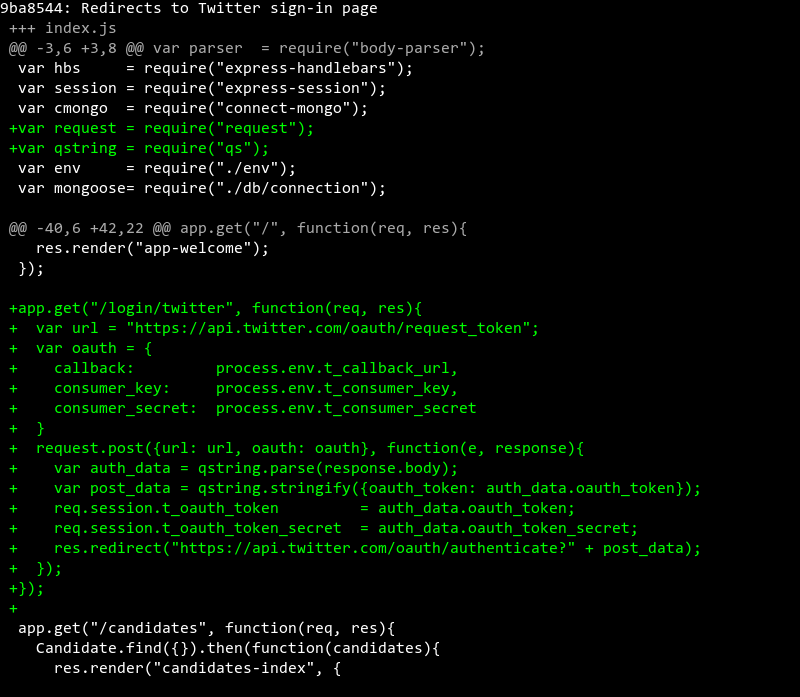 9ba8544: Redirects to Twitter sign-in page
+++ index.js
@@ -3,6 +3,8 @@ var parser  = require("body-parser");
 var hbs     = require("express-handlebars");
 var session = require("express-session");
 var cmongo  = require("connect-mongo");
+var request = require("request");
+var qstring = require("qs");
 var env     = require("./env");
 var mongoose= require("./db/connection");

@@ -40,6 +42,22 @@ app.get("/", function(req, res){
   res.render("app-welcome");
 });

+app.get("/login/twitter", function(req, res){
+  var url = "https://api.twitter.com/oauth/request_token";
+  var oauth = {
+    callback:         process.env.t_callback_url,
+    consumer_key:     process.env.t_consumer_key,
+    consumer_secret:  process.env.t_consumer_secret
+  }
+  request.post({url: url, oauth: oauth}, function(e, response){
+    var auth_data = qstring.parse(response.body);
+    var post_data = qstring.stringify({oauth_token: auth_data.oauth_token});
+    req.session.t_oauth_token         = auth_data.oauth_token;
+    req.session.t_oauth_token_secret  = auth_data.oauth_token_secret;
+    res.redirect("https://api.twitter.com/oauth/authenticate?" + post_data);
+  });
+});
+
 app.get("/candidates", function(req, res){
   Candidate.find({}).then(function(candidates){
     res.render("candidates-index", {